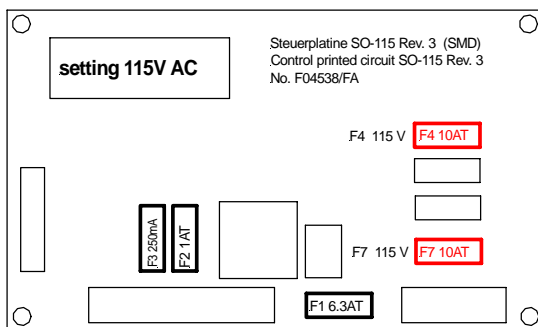 setting 115V AC
Steuerplatine SO-115 Rev. 3 (SMD)
Control printed circuit SO-115 Rev. 3
No. F04538/FA
F4 115 V F4 10AT
F3 250mA
F2 1AT
F7 115 V F7 10AT
F1 6.3AT